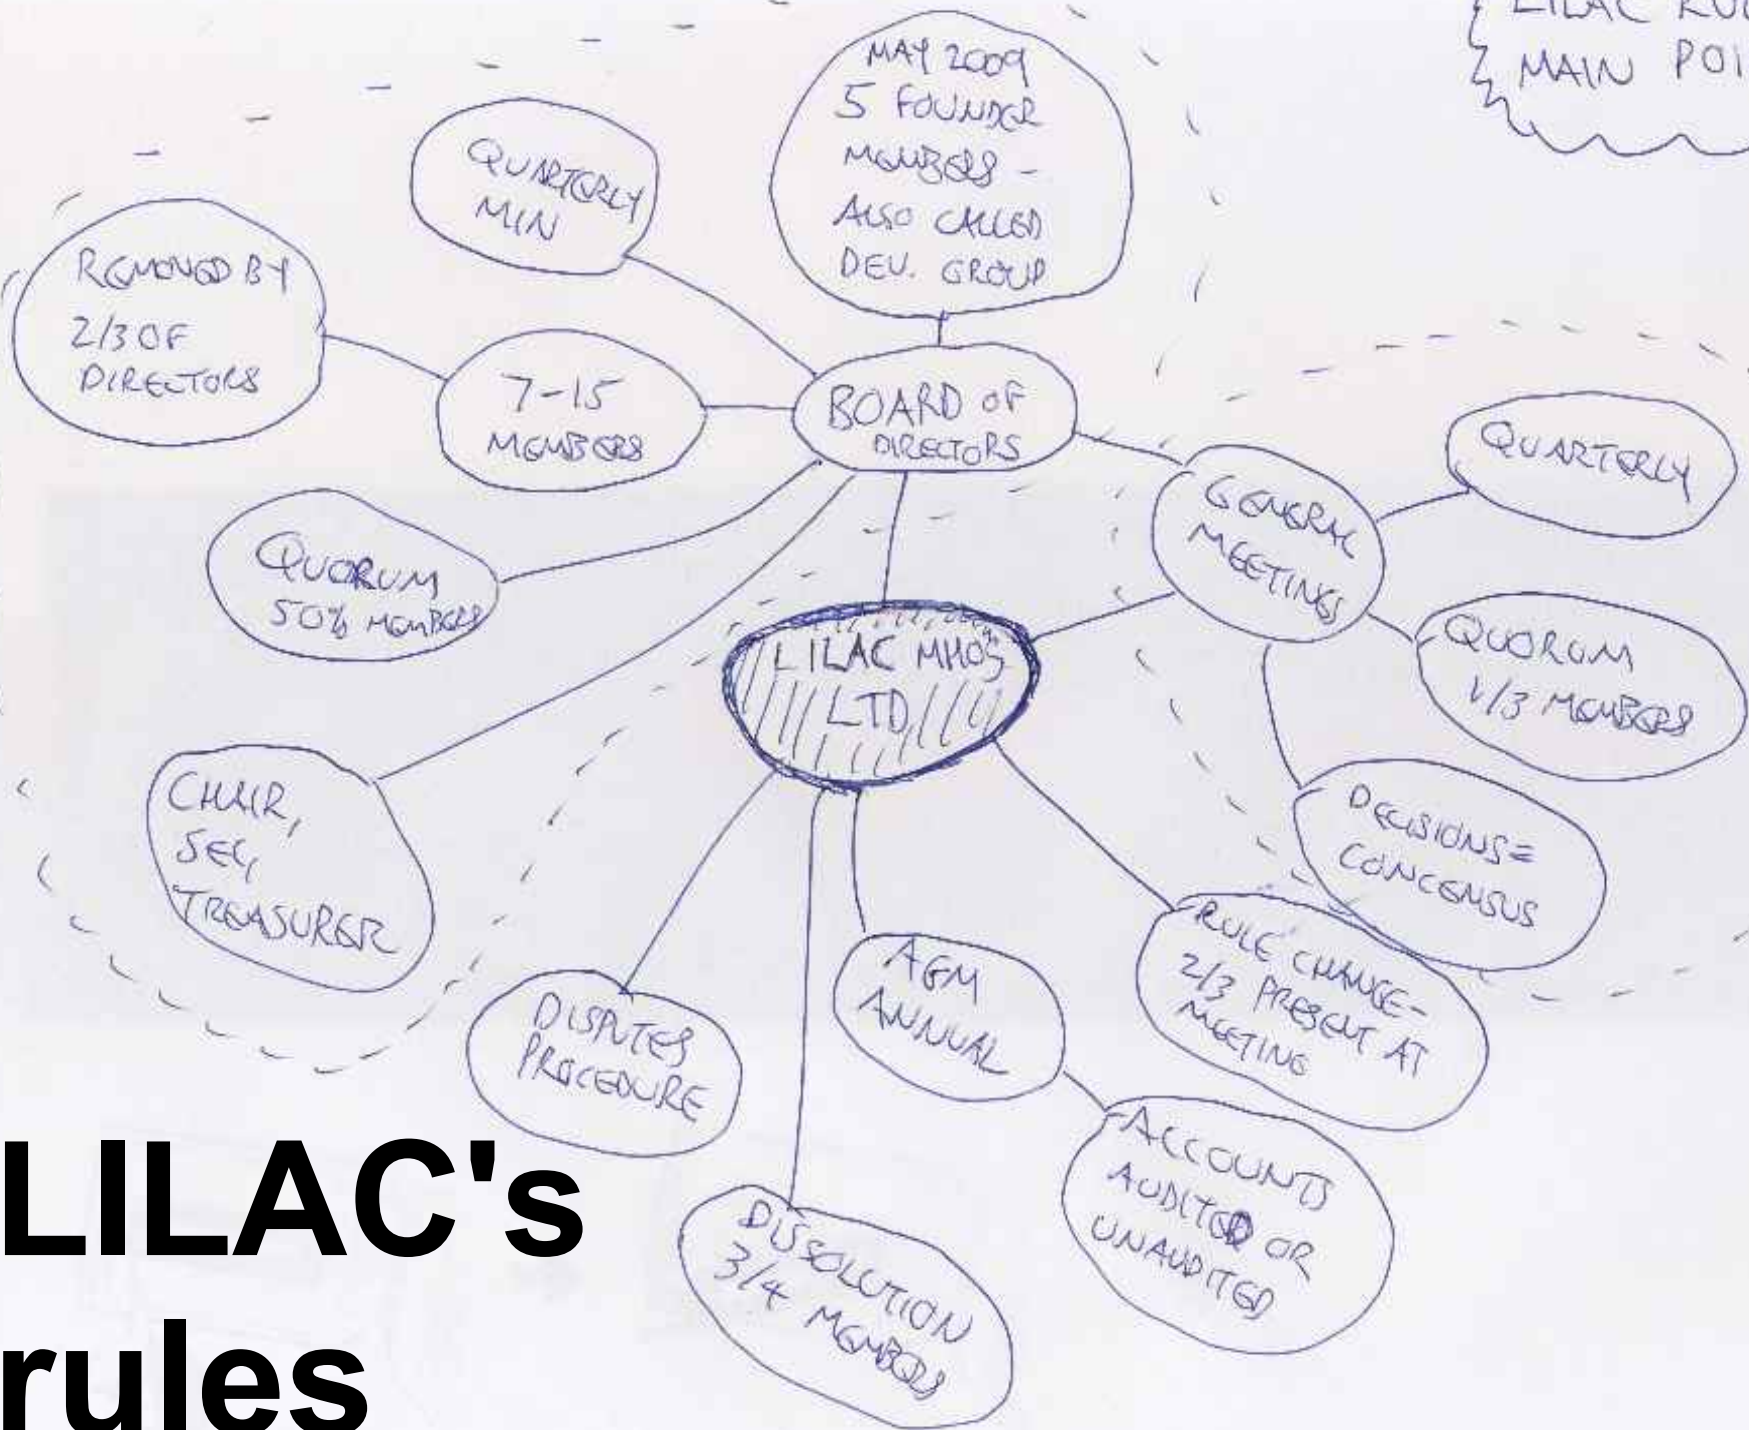 LILAC
MAIN
MAY 2009
5 FOUNDER
MEMBERS -
ALSO CALLED
DEV. GROUP
QUARTERLY
MIN
REMOVED BY
2/3 OF
DIRECTORS
7-15
MEMBERS
BOARD OF
DIRECTORS
QUARTERLY
GENERAL
MEETINGS
QUORUM
50% MEMBERS
QUORUM
1/3 MEMBERS
LILAC MHOS
LTD
CHAIR,
SEC,
TREASURER
DECISIONS=
CONCENSUS
RULE CHANGE-
2/3 PRESENT AT
MEETING
AGM
ANNUAL
DISPUTES
PROCEDURE
ACCOUNTS
AUDITED OR
UNAUDITED
DISSOLUTION
3/4 MEMBERS
LILAC's
rules